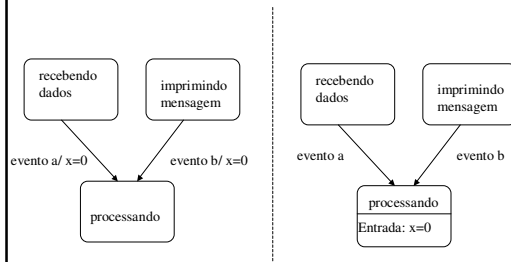 recebendo
dados
imprimindo
mensagem
evento a/ x=0
evento b/ x=0
processando
recebendo
dados
imprimindo
mensagem
evento a
evento b
processando
Entrada: x=0